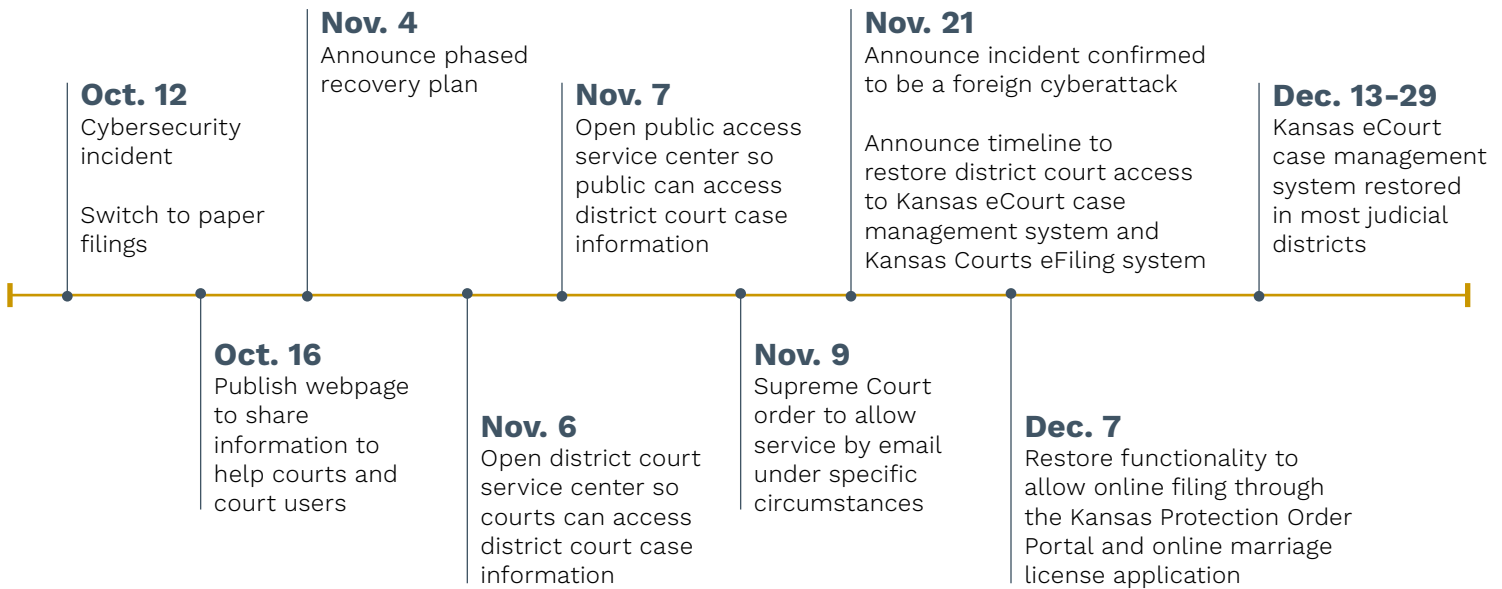 Oct. 12
Cybersecurity
incident
Switch to paper
filings
Oct. 16
Publish webpage
to share
information to
help courts and
court users
Nov. 4
Announce phased
recovery plan
Nov. 6
Open district court
service center so
courts can access
district court case
information
Nov. 7
Open public access
service center so
public can access
district court case
information
Nov. 9
Supreme Court
order to allow
service by email
under specific
circumstances
Nov. 21
Announce incident confirmed
to be a foreign cyberattack
Announce timeline to
restore district court access
to Kansas eCourt case
management system and
Kansas Courts eFiling system
Dec. 7
Restore functionality to
allow online filing through
the Kansas Protection Order
Portal and online marriage
license application
Dec. 13-29
Kansas eCourt
case management
system restored
in most judicial
districts